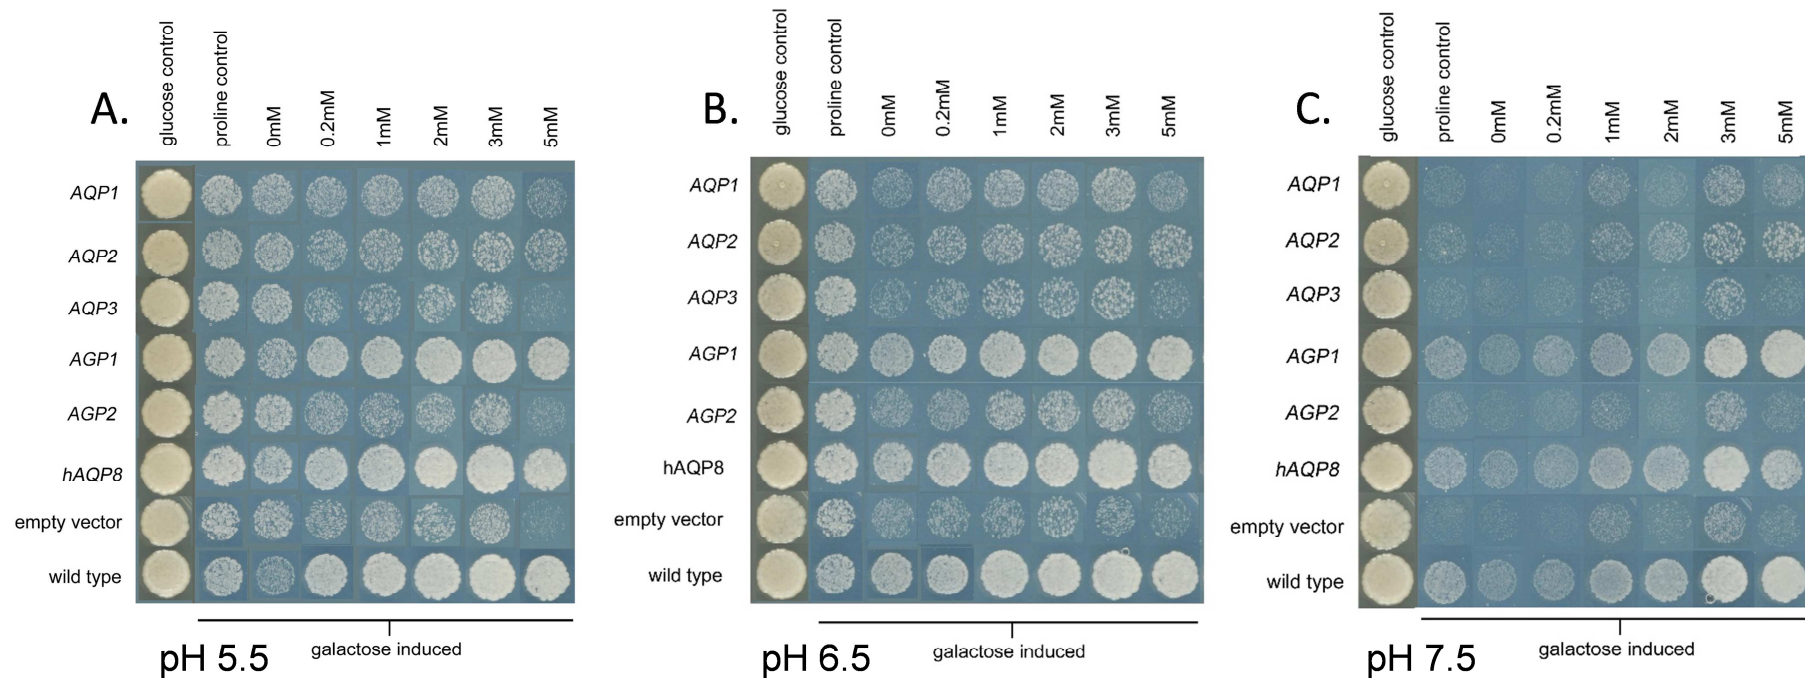 A.
glucose control
proline control
0mM
0.2mM
1mM
2mM
3mM
5mM
AQP1
AQP2
AQP3
AGP1
AGP2
hAQP8
empty vector
wild type
galactose induced
pH 5.5
B.
glucose control
proline control
0mM
0.2mM
1mM
2mM
3mM
5mM
AQP1
AQP2
AQP3
AGP1
AGP2
hAQP8
empty vector
wild type
galactose induced
pH 6.5
C.
glucose control
proline control
0mM
0.2mM
1mM
2mM
3mM
5mM
AQP1
AQP2
AQP3
AGP1
AGP2
hAQP8
empty vector
wild type
galactose induced
pH 7.5